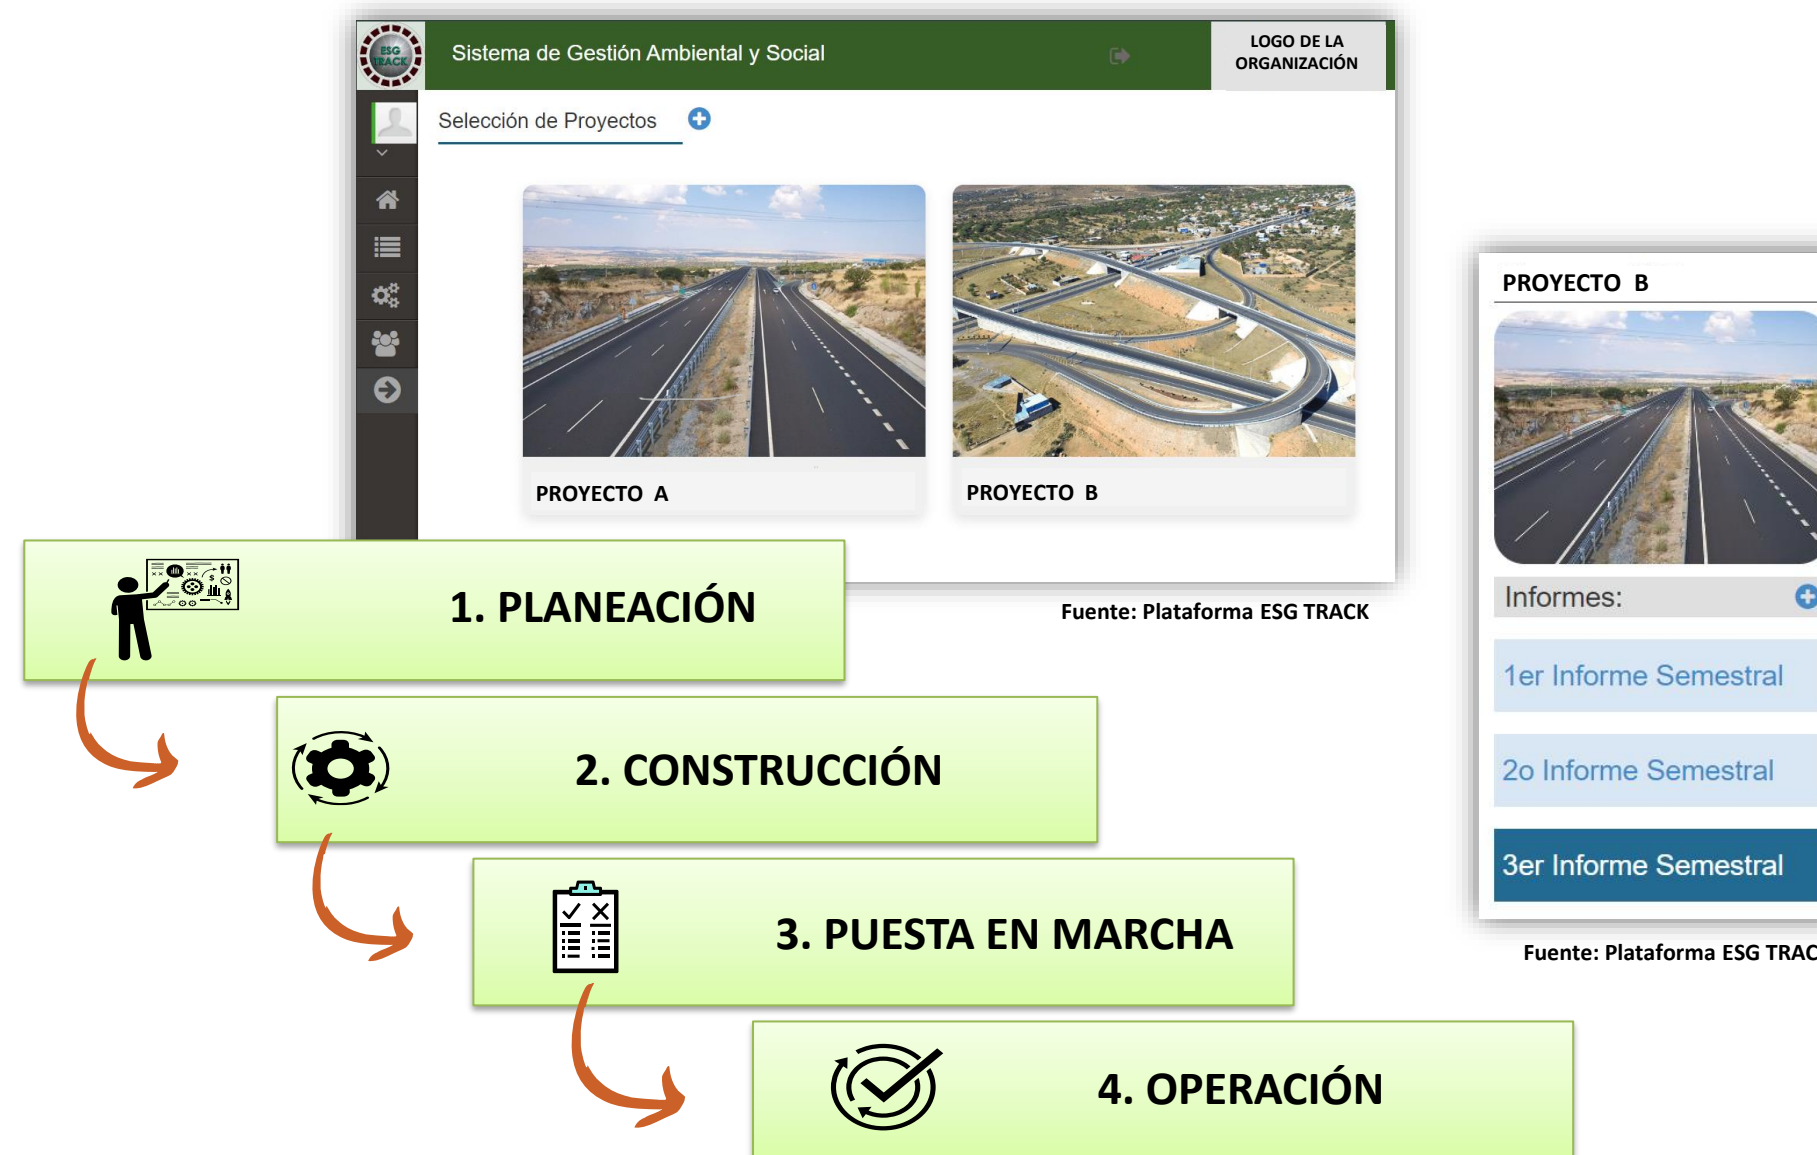 ESG
TRACK
Sistema de Gestión Ambiental y Social
LOGO DE LA
ORGANIZACIÓN
Selección de Proyectos
PROYECTO A
PROYECTO B
Fuente: Plataforma ESG TRACK
1. PLANEACIÓN
2. CONSTRUCCIÓN
3. PUESTA EN MARCHA
4. OPERACIÓN
PROYECTO B
Informes:
1er Informe Semestral
2o Informe Semestral
3er Informe Semestral
Fuente: Plataforma ESG TRAC